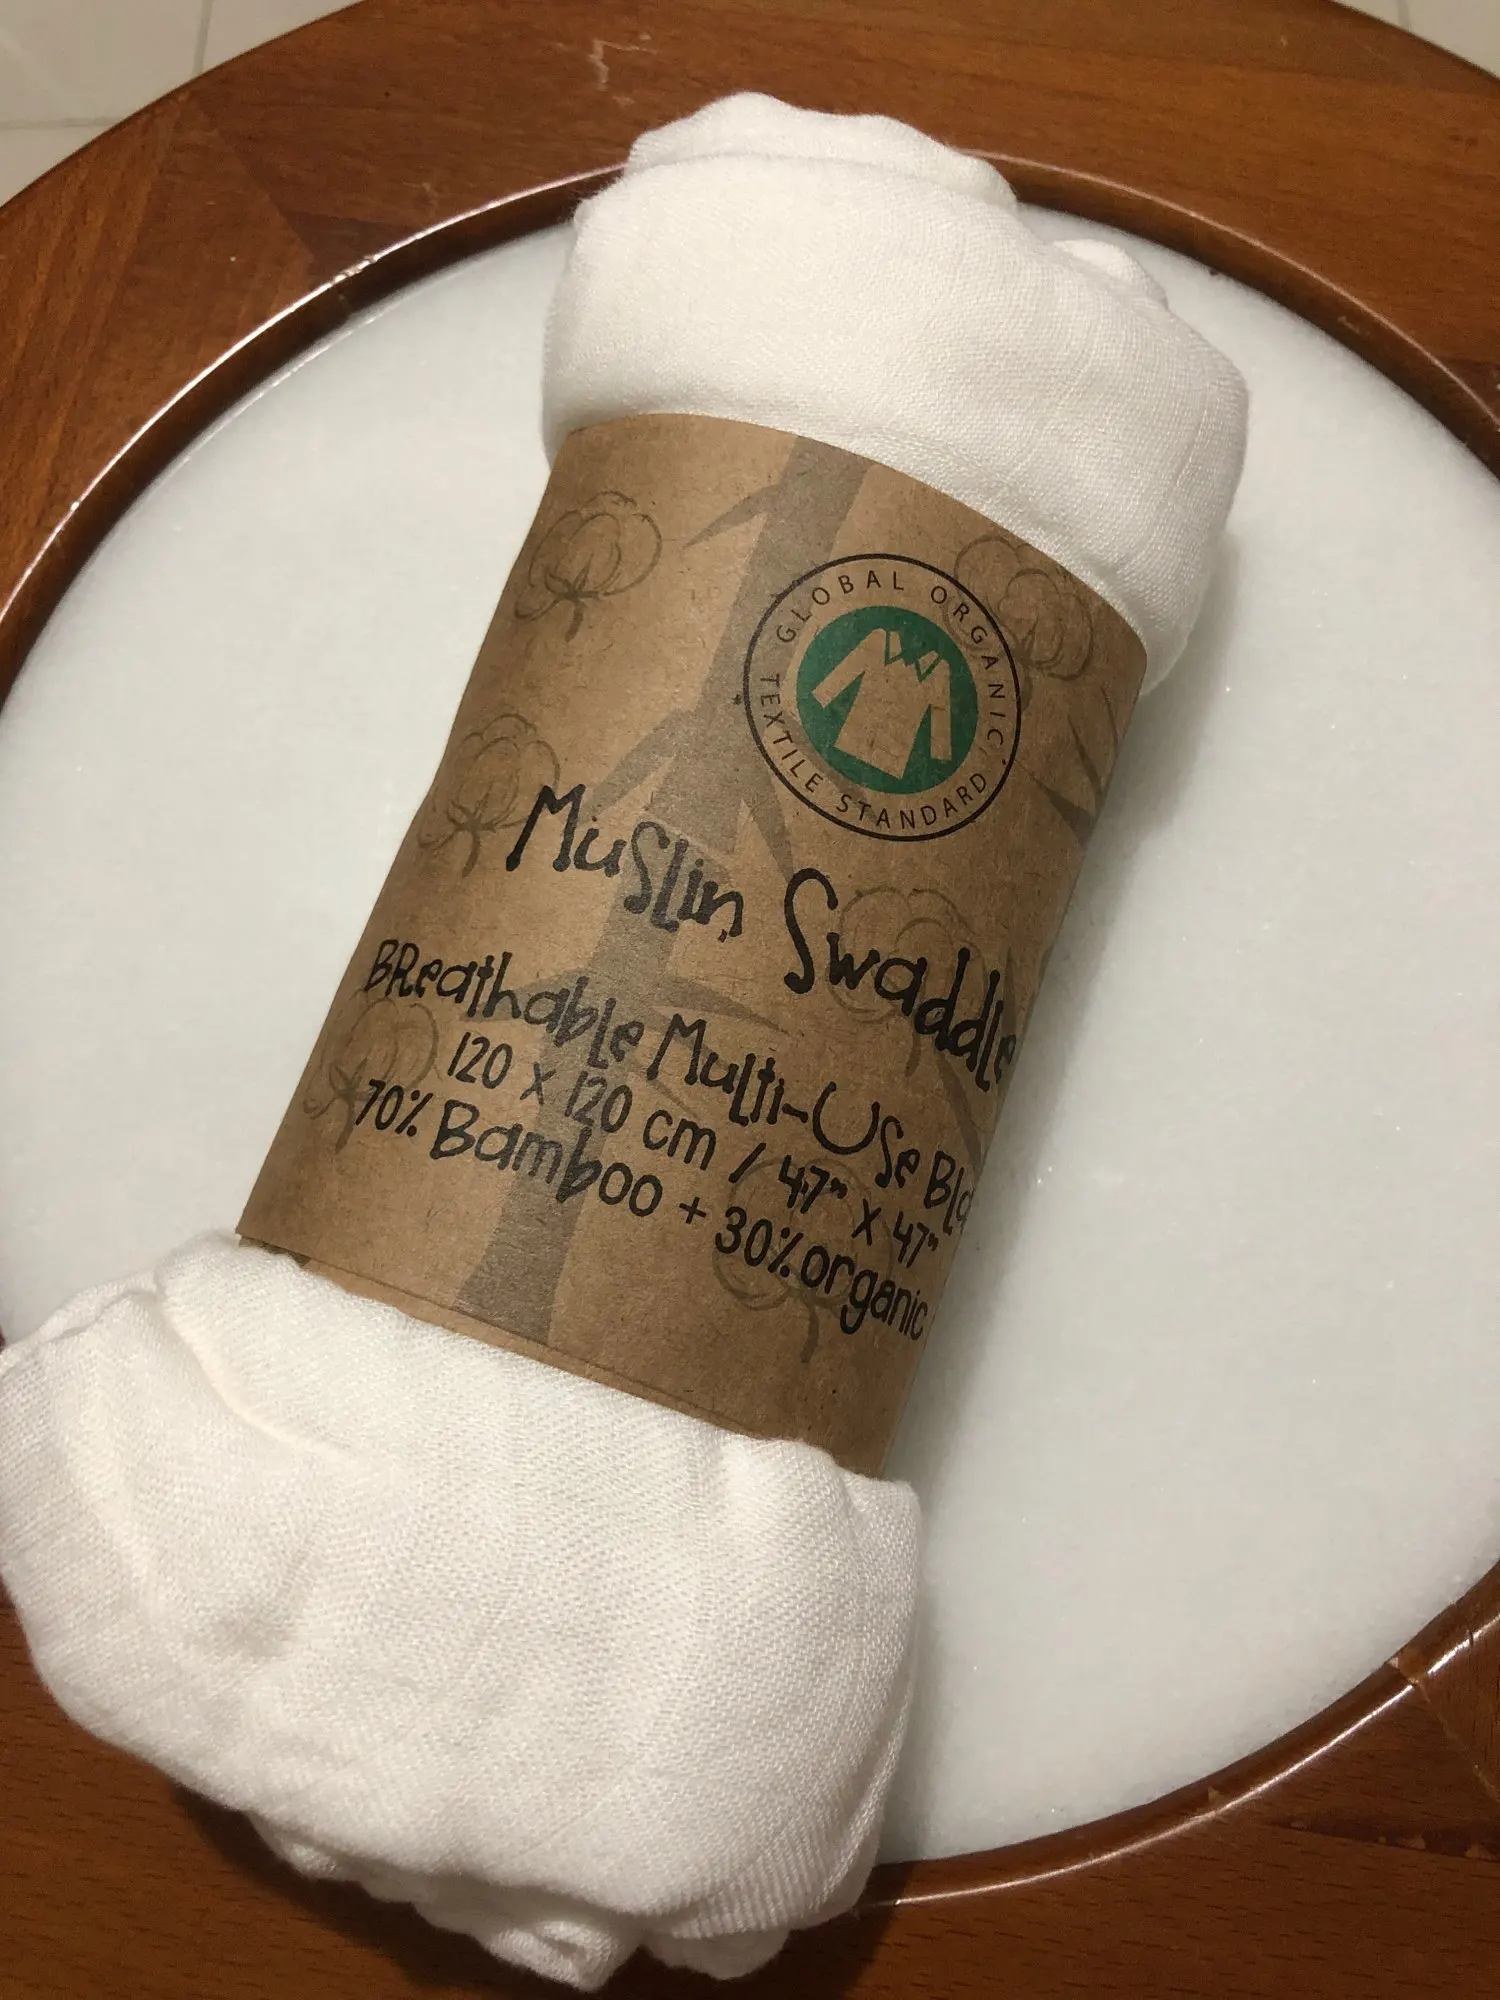 GLOBAL ORGANIC
TEXTILE STANDARD
Muslin Swaddle
BReathable Multi-Use
120 x 120 cm / 47" x 47"
70% Bamboo + 30% organic